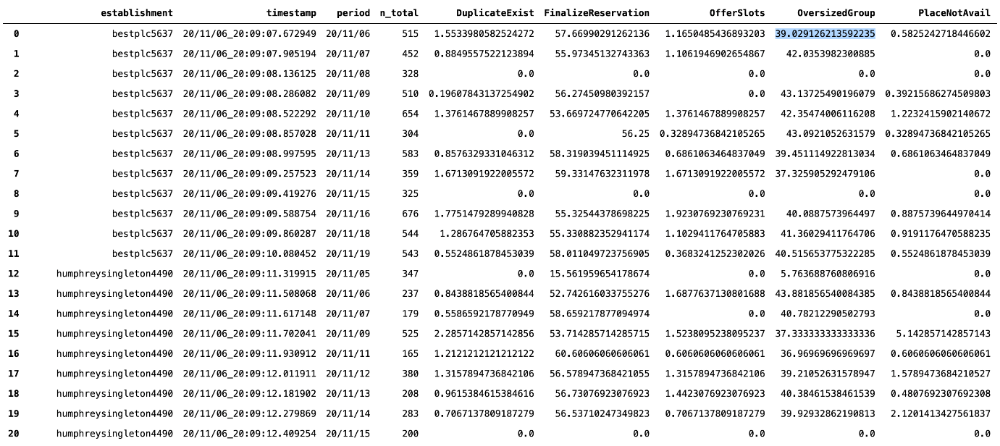 establishment timestamp period n_total DuplicateExist FinalizeReservation OfferSlots OversizedGroup PlaceNotAvail
0 bestplc5637 20/11/06_20:09:07.672949 20/11/06 515 1.5533980582524272 57.66990291262136 1.1650485436893203 39.029126213592235 0.5825242718446602
1 bestplc5637 20/11/06_20:09:07.905194 20/11/07 452 0.8849557522123894 55.97345132743363 1.1061946902654867 42.0353982300885 0.0
2 bestplc5637 20/11/06_20:09:08.136125 20/11/08 328 0.0 0.0 0.0 0.0 0.0
3 bestplc5637 20/11/06_20:09:08.286082 20/11/09 510 0.19607843137254902 56.27450980392157 0.0 43.13725490196079 0.39215686274509803
4 bestplc5637 20/11/06_20:09:08.522292 20/11/10 654 1.3761467889908257 53.669724770642205 1.3761467889908257 42.35474006116208 1.2232415902140672
5 bestplc5637 20/11/06_20:09:08.857028 20/11/11 304 0.0 56.25 0.32894736842105265 43.0921052631579 0.32894736842105265
6 bestplc5637 20/11/06_20:09:08.997595 20/11/13 583 0.8576329331046312 58.319039451114925 0.6861063464837049 39.451114922813034 0.6861063464837049
7 bestplc5637 20/11/06_20:09:09.257523 20/11/14 359 1.6713091922005572 59.33147632311978 1.6713091922005572 37.325905292479106 0.0
8 bestplc5637 20/11/06_20:09:09.419276 20/11/15 325 0.0 0.0 0.0 0.0 0.0
9 bestplc5637 20/11/06_20:09:09.588754 20/11/16 676 1.7751479289940828 55.32544378698225 1.9230769230769231 40.0887573964497 0.8875739644970414
10 bestplc5637 20/11/06_20:09:09.860287 20/11/18 544 1.286764705882353 55.330882352941174 1.1029411764705883 41.36029411764706 0.9191176470588235
11 bestplc5637 20/11/06_20:09:10.080452 20/11/19 543 0.5524861878453039 58.011049723756905 0.3683241252302026 40.515653775322285 0.5524861878453039
12 humphreysingleton4490 20/11/06_20:09:11.319915 20/11/05 347 0.0 15.561959654178674 0.0 5.763688760806916 0.0
13 humphreysingleton4490 20/11/06_20:09:11.508068 20/11/06 237 0.8438818565400844 52.742616033755276 1.6877637130801688 43.881856540084385 0.8438818565400844
14 humphreysingleton4490 20/11/06_20:09:11.617148 20/11/07 179 0.5586592178770949 58.659217877094974 0.0 40.78212290502793 0.0
15 humphreysingleton4490 20/11/06_20:09:11.702041 20/11/09 525 2.2857142857142856 53.714285714285715 1.5238095238095237 37.333333333333336 5.142857142857143
16 humphreysingleton4490 20/11/06_20:09:11.930912 20/11/11 165 1.2121212121212122 60.60606060606061 0.6060606060606061 36.96969696969697 0.6060606060606061
17 humphreysingleton4490 20/11/06_20:09:12.011911 20/11/12 380 1.3157894736842106 56.578947368421055 1.3157894736842106 39.21052631578947 1.5789473684210527
18 humphreysingleton4490 20/11/06_20:09:12.181902 20/11/13 208 0.9615384615384616 56.73076923076923 1.4423076923076923 40.38461538461539 0.4807692307692308
19 humphreysingleton4490 20/11/06_20:09:12.279869 20/11/14 283 0.7067137809187279 56.53710247349823 0.7067137809187279 39.92932862190813 2.1201413427561837
20 humphreysingleton4490 20/11/06_20:09:12.409254 20/11/15 200 0.0 0.0 0.0 0.0 0.0